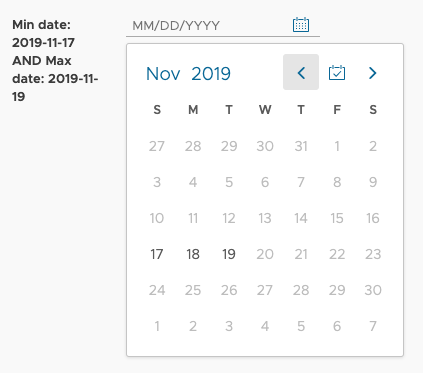 Min date:
2019-11-17
AND Max
date: 2019-11-
19
MM/DD/YYYY
Nov 2019
S M T W T F S
27 28 29 30 31 1 2
3 4 5 6 7 8 9
10 11 12 13 14 15 16
17 18 19 20 21 22 23
24 25 26 27 28 29 30
1 2 3 4 5 6 7